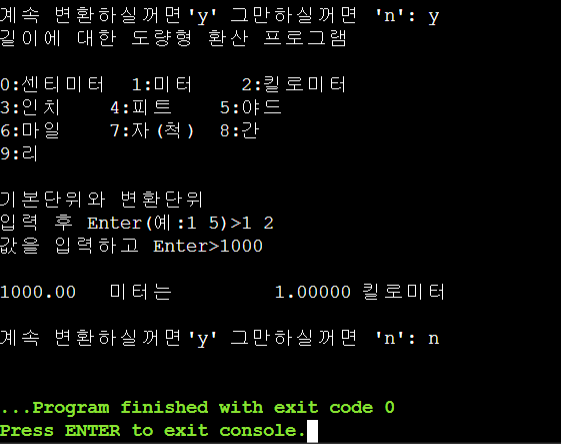 계속 변환하실꺼면'y' 그만하실꺼면 'n': y
길이에 대한 도량형 환산 프로그램
0:센티미터 1:미터 2:킬로미터
3:인치 4:피트 5:야드
6:마일 7:자(척) 8:간
9:리
기본단위와 변환단위
입력 후 Enter(예:1 5)>1 2
값을 입력하고 Enter>1000
1000.00 미터는 1.00000 킬로미터
계속 변환하실꺼면'y' 그만하실꺼면 'n': n
...Program finished with exit code 0
Press ENTER to exit console.